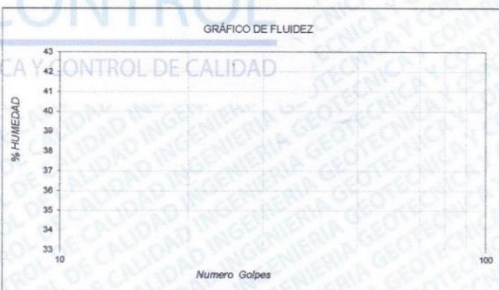 CONTROL
GRÁFICO DE FLUIDEZ
CA Y CONTROL DE CALIDAD
% HUMEDAD
43
42
41
40
39
38
37
36
35
34
33
10
100
Numero Golpes